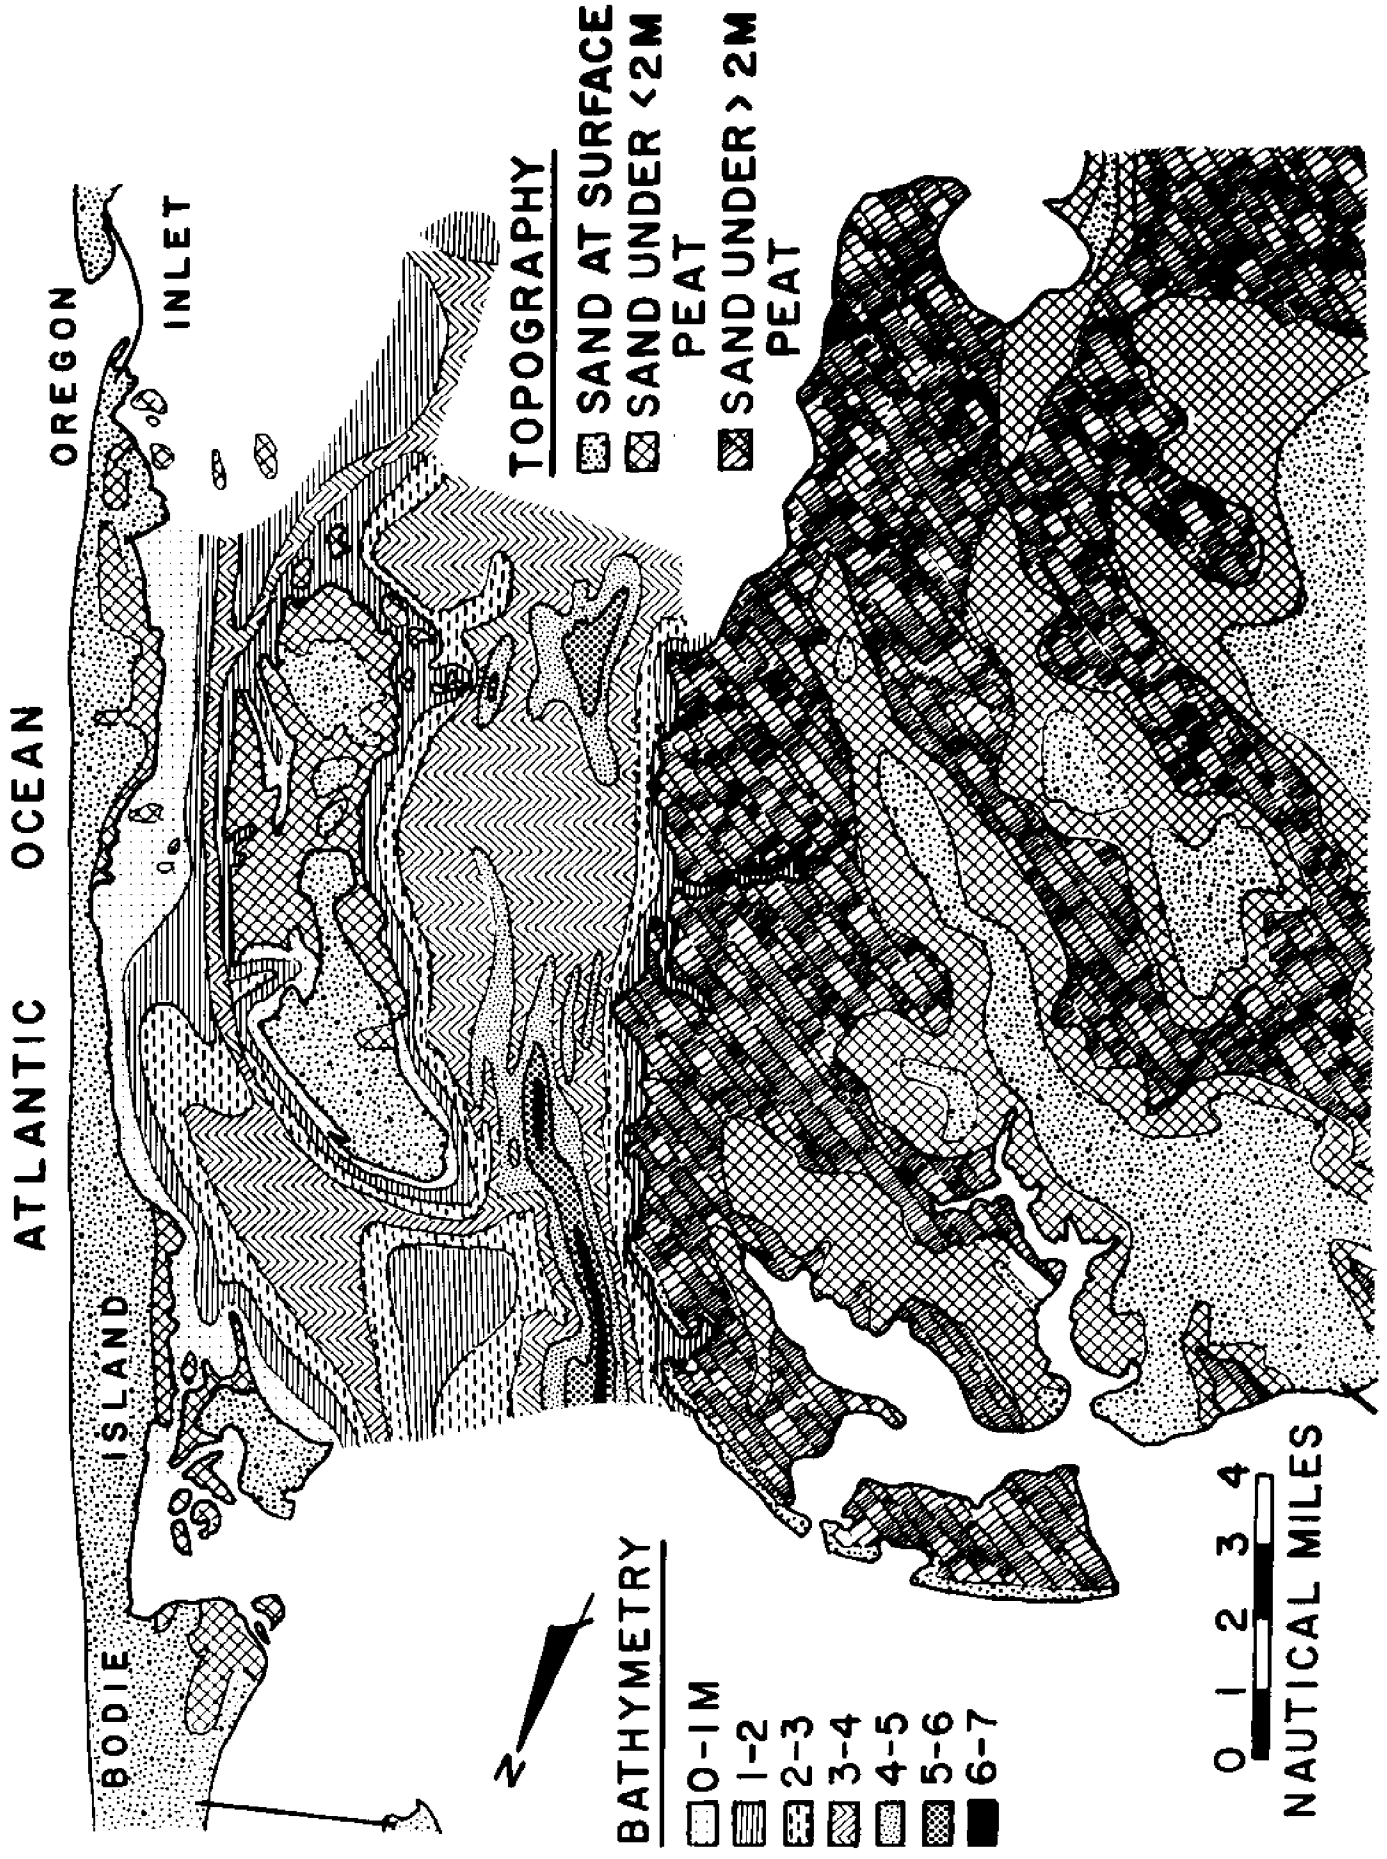 ATLANTIC OCEAN
BODIE ISLAND
OREGON
INLET
N
BATHYMETRY
0-1M
1-2
2-3
3-4
4-5
5-6
6-7
TOPOGRAPHY
SAND AT SURFACE
SAND UNDER <2M
PEAT
SAND UNDER >2M
PEAT
0 1 2 3 4
NAUTICAL MILES